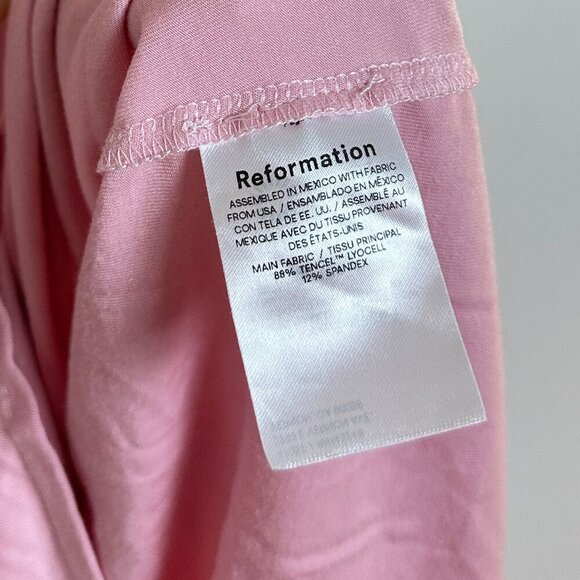 Reformation
ASSEMBLED IN MEXICO WITH FABRIC
FROM USA / ENSAMBLADO EN MÉXICO
CON TELA DE EE. UU. / ASSEMBLÉ AU
MEXIQUE AVEC DU TISSU PROVENANT
DES ÉTATS-UNIS
MAIN FABRIC / TISSU PRINCIPAL
88% TENCEL™ LYOCELL
12% SPANDEX